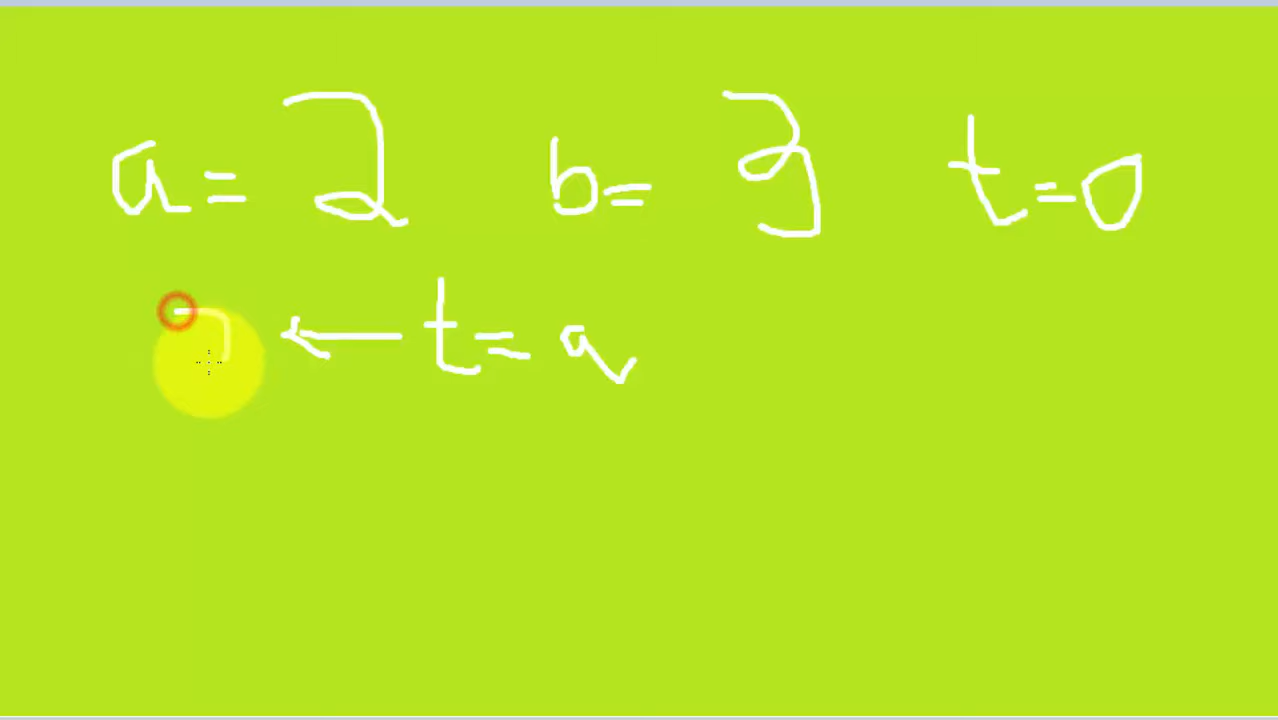 a= 2 b= 3 t=0
← t= a